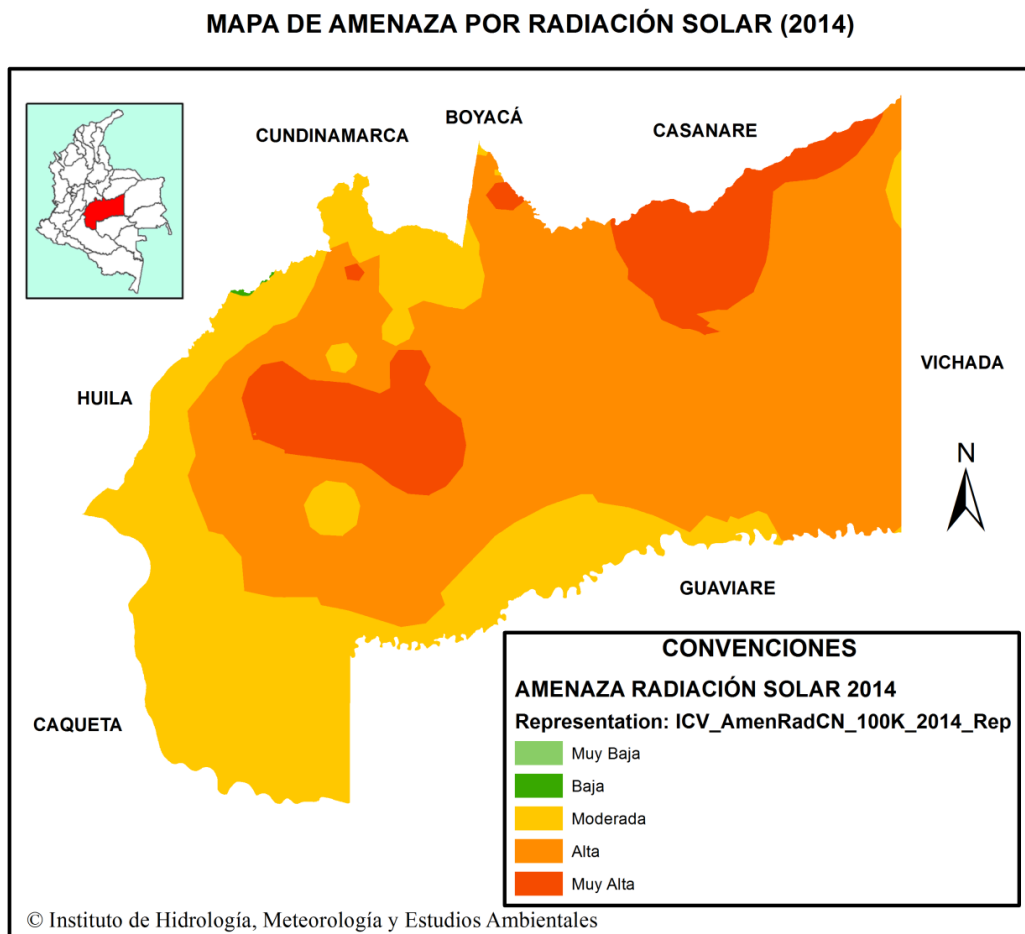 MAPA DE AMENAZA POR RADIACIÓN SOLAR (2014)
BOYACÁ
CUNDINAMARCA
CASANARE
VICHADA
HUILA
N
GUAVIARE
CAQUETA
CONVENCIONES
AMENAZA RADIACIÓN SOLAR 2014
Representation: ICV_AmenRadCN_100K_2014_Rep
Muy Baja
Baja
Moderada
Alta
Muy Alta
© Instituto de Hidrología, Meteorología y Estudios Ambientales